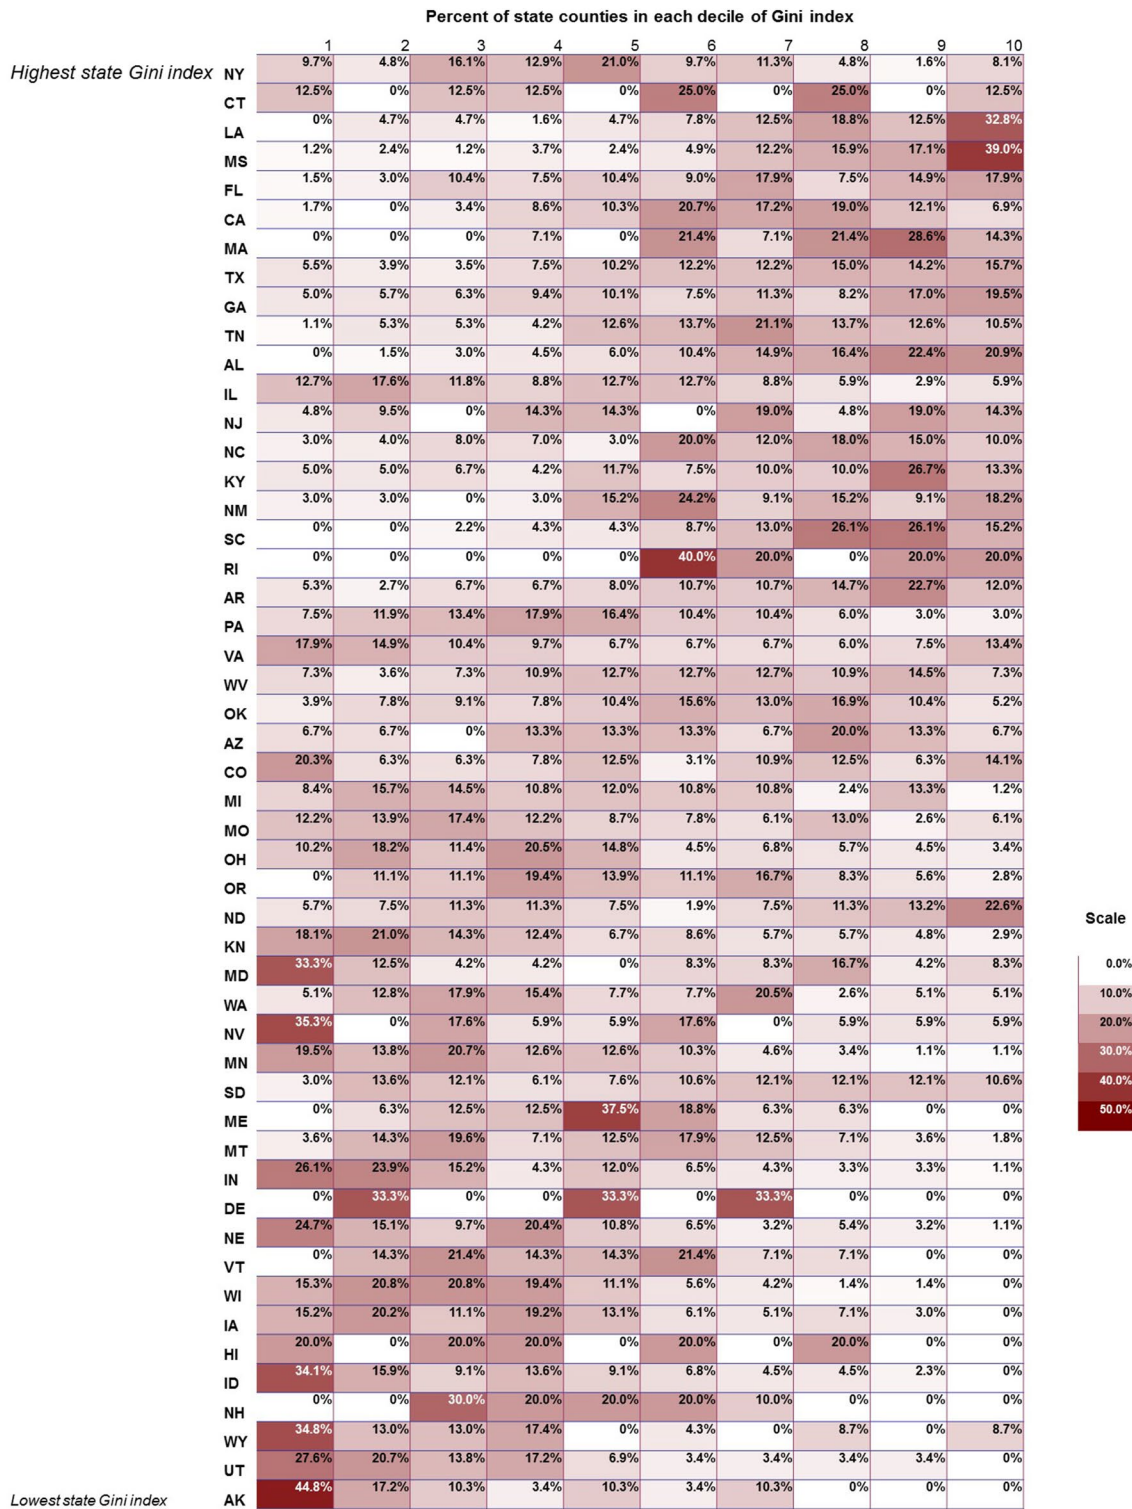 Percent of state counties in each decile of Gini index
1 2 3 4 5 6 7 8 9 10
Highest state Gini index NY 9.7% 4.8% 16.1% 12.9% 21.0% 9.7% 11.3% 4.8% 1.6% 8.1%
CT 12.5% 0% 12.5% 12.5% 0% 25.0% 0% 25.0% 0% 12.5%
LA 0% 4.7% 4.7% 1.6% 4.7% 7.8% 12.5% 18.8% 12.5% 32.8%
MS 1.2% 2.4% 1.2% 3.7% 2.4% 4.9% 12.2% 15.9% 17.1% 39.0%
FL 1.5% 3.0% 10.4% 7.5% 10.4% 9.0% 17.9% 7.5% 14.9% 17.9%
CA 1.7% 0% 3.4% 8.6% 10.3% 20.7% 17.2% 19.0% 12.1% 6.9%
MA 0% 0% 0% 7.1% 0% 21.4% 7.1% 21.4% 28.6% 14.3%
TX 5.5% 3.9% 3.5% 7.5% 10.2% 12.2% 12.2% 15.0% 14.2% 15.7%
GA 5.0% 5.7% 6.3% 9.4% 10.1% 7.5% 11.3% 8.2% 17.0% 19.5%
TN 1.1% 5.3% 5.3% 4.2% 12.6% 13.7% 21.1% 13.7% 12.6% 10.5%
AL 0% 1.5% 3.0% 4.5% 6.0% 10.4% 14.9% 16.4% 22.4% 20.9%
IL 12.7% 17.6% 11.8% 8.8% 12.7% 12.7% 8.8% 5.9% 2.9% 5.9%
NJ 4.8% 9.5% 0% 14.3% 14.3% 0% 19.0% 4.8% 19.0% 14.3%
NC 3.0% 4.0% 8.0% 7.0% 3.0% 20.0% 12.0% 18.0% 15.0% 10.0%
KY 5.0% 5.0% 6.7% 4.2% 11.7% 7.5% 10.0% 10.0% 26.7% 13.3%
NM 3.0% 3.0% 0% 3.0% 15.2% 24.2% 9.1% 15.2% 9.1% 18.2%
SC 0% 0% 2.2% 4.3% 4.3% 8.7% 13.0% 26.1% 26.1% 15.2%
RI 0% 0% 0% 0% 0% 40.0% 20.0% 0% 20.0% 20.0%
AR 5.3% 2.7% 6.7% 6.7% 8.0% 10.7% 10.7% 14.7% 22.7% 12.0%
PA 7.5% 11.9% 13.4% 17.9% 16.4% 10.4% 10.4% 6.0% 3.0% 3.0%
VA 17.9% 14.9% 10.4% 9.7% 6.7% 6.7% 6.7% 6.0% 7.5% 13.4%
WV 7.3% 3.6% 7.3% 10.9% 12.7% 12.7% 12.7% 10.9% 14.5% 7.3%
OK 3.9% 7.8% 9.1% 7.8% 10.4% 15.6% 13.0% 16.9% 10.4% 5.2%
AZ 6.7% 6.7% 0% 13.3% 13.3% 13.3% 6.7% 20.0% 13.3% 6.7%
CO 20.3% 6.3% 6.3% 7.8% 12.5% 3.1% 10.9% 12.5% 6.3% 14.1%
MI 8.4% 15.7% 14.5% 10.8% 12.0% 10.8% 10.8% 2.4% 13.3% 1.2%
MO 12.2% 13.9% 17.4% 12.2% 8.7% 7.8% 6.1% 13.0% 2.6% 6.1%
OH 10.2% 18.2% 11.4% 20.5% 14.8% 4.5% 6.8% 5.7% 4.5% 3.4%
OR 0% 11.1% 11.1% 19.4% 13.9% 11.1% 16.7% 8.3% 5.6% 2.8%
ND 5.7% 7.5% 11.3% 11.3% 7.5% 1.9% 7.5% 11.3% 13.2% 22.6%
Scale
KN 18.1% 21.0% 14.3% 12.4% 6.7% 8.6% 5.7% 5.7% 4.8% 2.9%
MD 33.3% 12.5% 4.2% 4.2% 0% 8.3% 8.3% 16.7% 4.2% 8.3% 0.0%
WA 5.1% 12.8% 17.9% 15.4% 7.7% 7.7% 20.5% 2.6% 5.1% 5.1% 10.0%
NV 35.3% 0% 17.6% 5.9% 5.9% 17.6% 0% 5.9% 5.9% 5.9% 20.0%
MN 19.5% 13.8% 20.7% 12.6% 12.6% 10.3% 4.6% 3.4% 1.1% 1.1% 30.0%
SD 3.0% 13.6% 12.1% 6.1% 7.6% 10.6% 12.1% 12.1% 12.1% 10.6% 40.0%
ME 0% 6.3% 12.5% 12.5% 37.5% 18.8% 6.3% 6.3% 0% 0% 50.0%
MT 3.6% 14.3% 19.6% 7.1% 12.5% 17.9% 12.5% 7.1% 3.6% 1.8%
IN 26.1% 23.9% 15.2% 4.3% 12.0% 6.5% 4.3% 3.3% 3.3% 1.1%
DE 0% 33.3% 0% 0% 33.3% 0% 33.3% 0% 0% 0%
NE 24.7% 15.1% 9.7% 20.4% 10.8% 6.5% 3.2% 5.4% 3.2% 1.1%
VT 0% 14.3% 21.4% 14.3% 14.3% 21.4% 7.1% 7.1% 0% 0%
WI 15.3% 20.8% 20.8% 19.4% 11.1% 5.6% 4.2% 1.4% 1.4% 0%
IA 15.2% 20.2% 11.1% 19.2% 13.1% 6.1% 5.1% 7.1% 3.0% 0%
HI 20.0% 0% 20.0% 20.0% 0% 20.0% 0% 20.0% 0% 0%
ID 34.1% 15.9% 9.1% 13.6% 9.1% 6.8% 4.5% 4.5% 2.3% 0%
NH 0% 0% 30.0% 20.0% 20.0% 20.0% 10.0% 0% 0% 0%
WY 34.8% 13.0% 13.0% 17.4% 0% 4.3% 0% 8.7% 0% 8.7%
UT 27.6% 20.7% 13.8% 17.2% 6.9% 3.4% 3.4% 3.4% 3.4% 0%
Lowest state Gini index AK 44.8% 17.2% 10.3% 3.4% 10.3% 3.4% 10.3% 0% 0% 0%